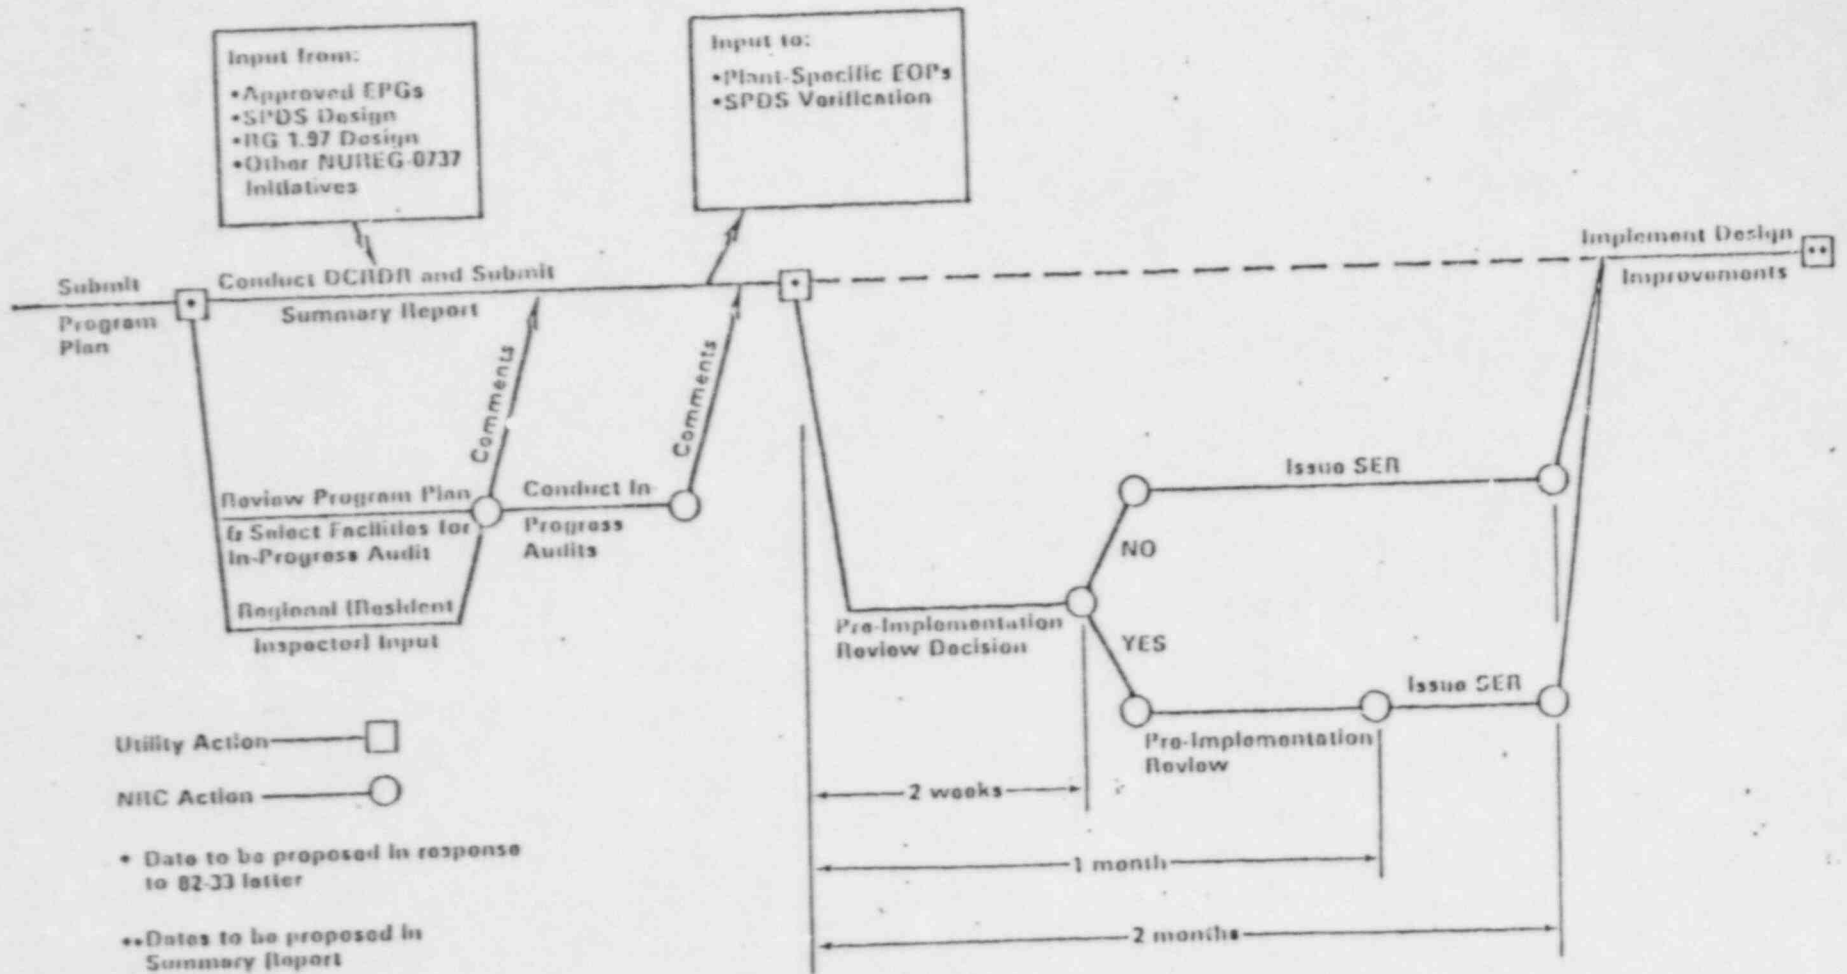 Input from:
•Approved EPGs
•SPDS Design
•RG 1.97 Design
•Other NUREG-0737
Initiatives
Input to:
•Plant-Specific EOPs
•SPDS Verification
Submit
Program
Plan
Conduct DCRDR and Submit
Summary Report
Implement Design
Improvements
Comments
Comments
Review Program Plan
& Select Facilities for
In-Progress Audit
Conduct In-
Progress
Audits
Regional (Resident
Inspector) Input
Pre-Implementation
Review Decision
NO
YES
Issue SER
Issue SER
Pre-Implementation
Review
2 weeks
1 month
2 months
Utility Action
NRC Action
• Date to be proposed in response
to 82-33 letter
••Dates to be proposed in
Summary Report